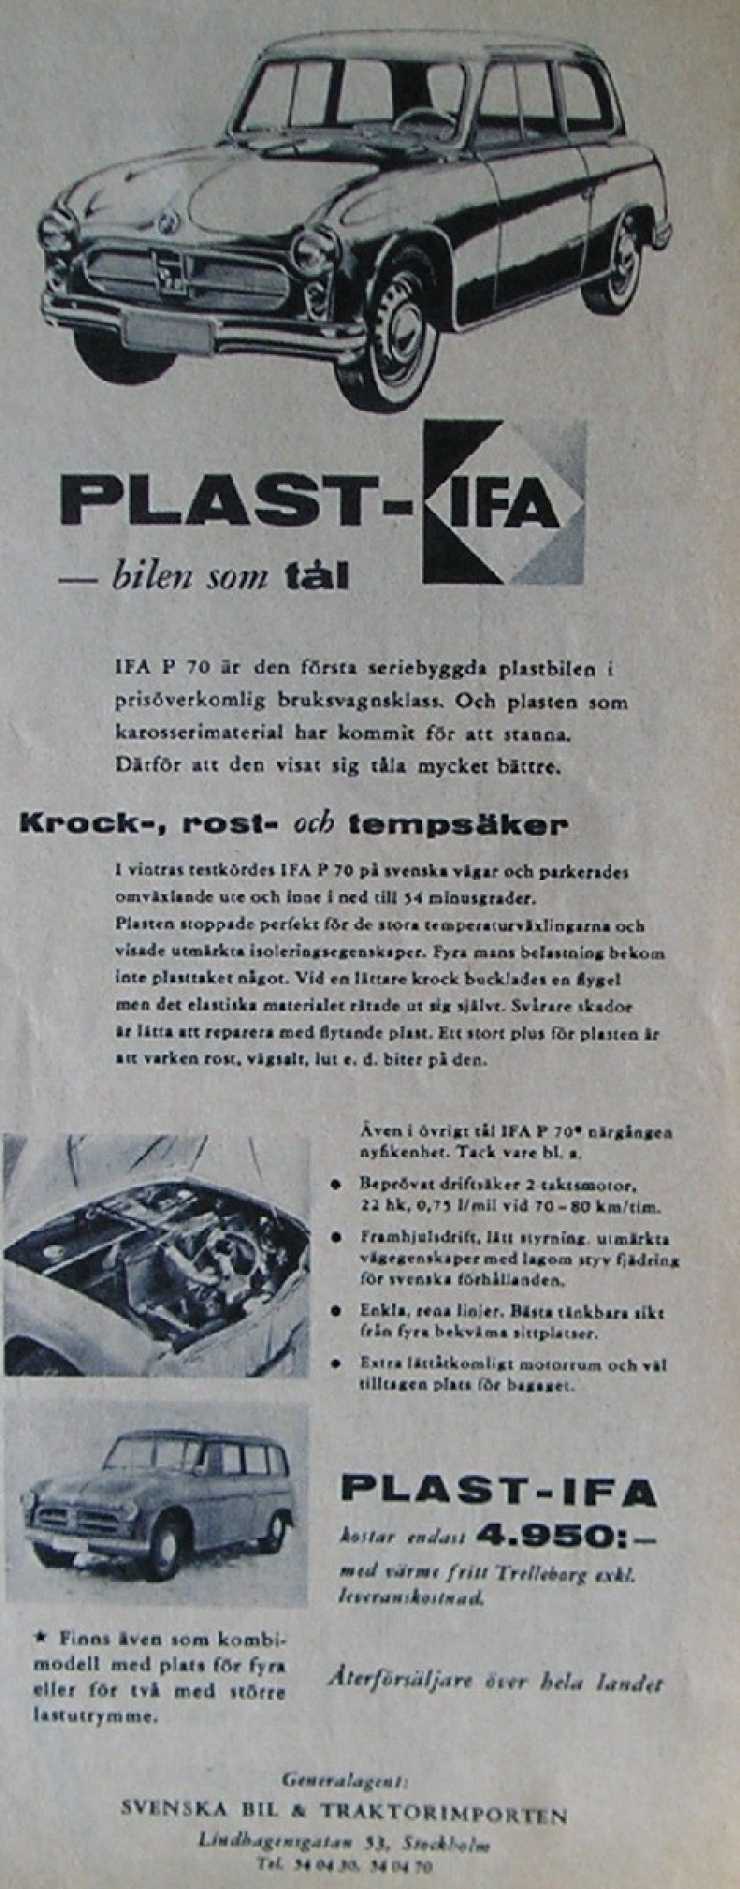 PLAST-IFA
— bilen som tål
IFA P 70 är den första seriebyggda plastbilen i
prisöverkomlig bruksvagnsklass. Och plasten som
karosserimaterial har kommit för att stanna.
Därför att den visat sig tåla mycket bättre.
Krock-, rost- och tempsäker
I vintras testkördes IFA P 70 på svenska vägar och parkerades
omväxlande ute och inne i ned till 34 minusgrader.
Plasten stoppade perfekt för de stora temperaturväxlingarna och
visade utmärkta isoleringsegenskaper. Fyra mans belastning bekom
inte plasttaket något. Vid en lättare krock bucklades en flygel
men det elastiska materialet rätade ut sig självt. Svårare skador
är lätta att reparera med flytande plast. Ett stort plus för plasten är
att varken rost, vägsalt, lut e. d. biter på den.
Även i övrigt tål IFA P 70* närgången
nyfikenhet. Tack vare bl. a.
● Beprövat driftsäker 2-taktsmotor,
22 hk, 0,75 l/mil vid 70-80 km/tim.
● Framhjulsdrift, lätt styrning, utmärkta
vägegenskaper med lagom styv fjädring
för svenska förhållanden.
● Enkla, rena linjer. Bästa tänkbara sikt
från fyra bekväma sittplatser.
● Extra lättåtkomligt motorrum och väl
tilltagen plats för bagaget.
PLAST-IFA
kostar endast 4.950:—
med värme fritt Trelleborg exkl.
leveranskostnad.
★ Finns även som kombi-
modell med plats för fyra
eller för två med större
lastutrymme.
Återförsäljare över hela landet
Generalagent:
SVENSKA BIL & TRAKTORIMPORTEN
Lindhagensgatan 53, Stockholm
Tel. 54 04 30, 54 04 70